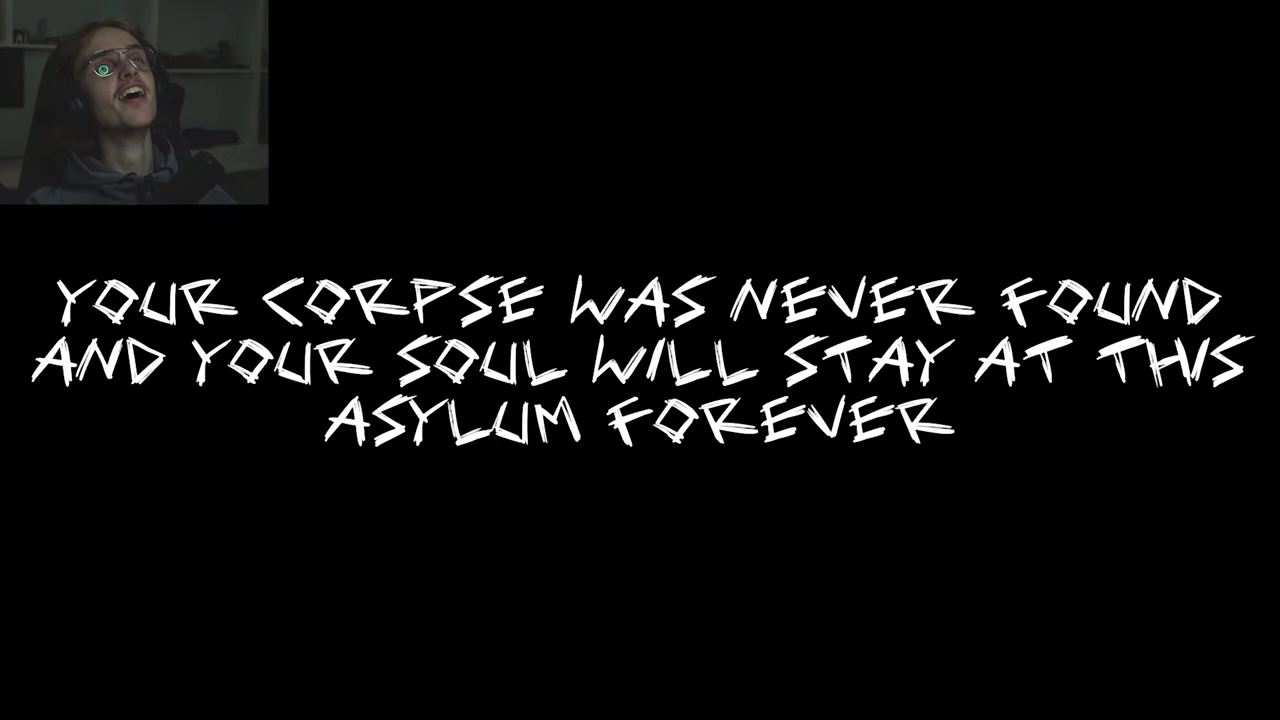 YOUR CORPSE WAS NEVER FOUND
AND YOUR SOUL WILL STAY AT THIS
ASYLUM FOREVER